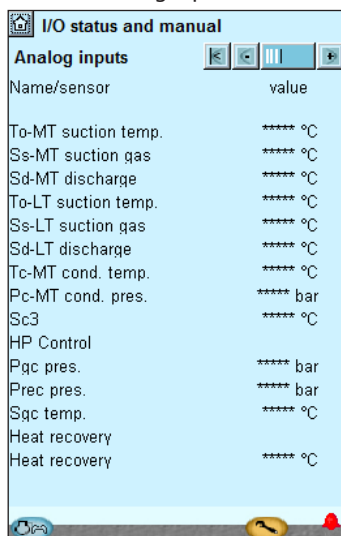 I/O status and manual
Analog inputs
Name/sensor value
To-MT suction temp. ***** °C
Ss-MT suction gas ***** °C
Sd-MT discharge ***** °C
To-LT suction temp. ***** °C
Ss-LT suction gas ***** °C
Sd-LT discharge ***** °C
Tc-MT cond. temp. ***** °C
Pc-MT cond. pres. ***** bar
Sc3 ***** °C
HP Control
Pgc pres. ***** bar
Prec pres. ***** bar
Sgc temp. ***** °C
Heat recovery
Heat recovery ***** °C